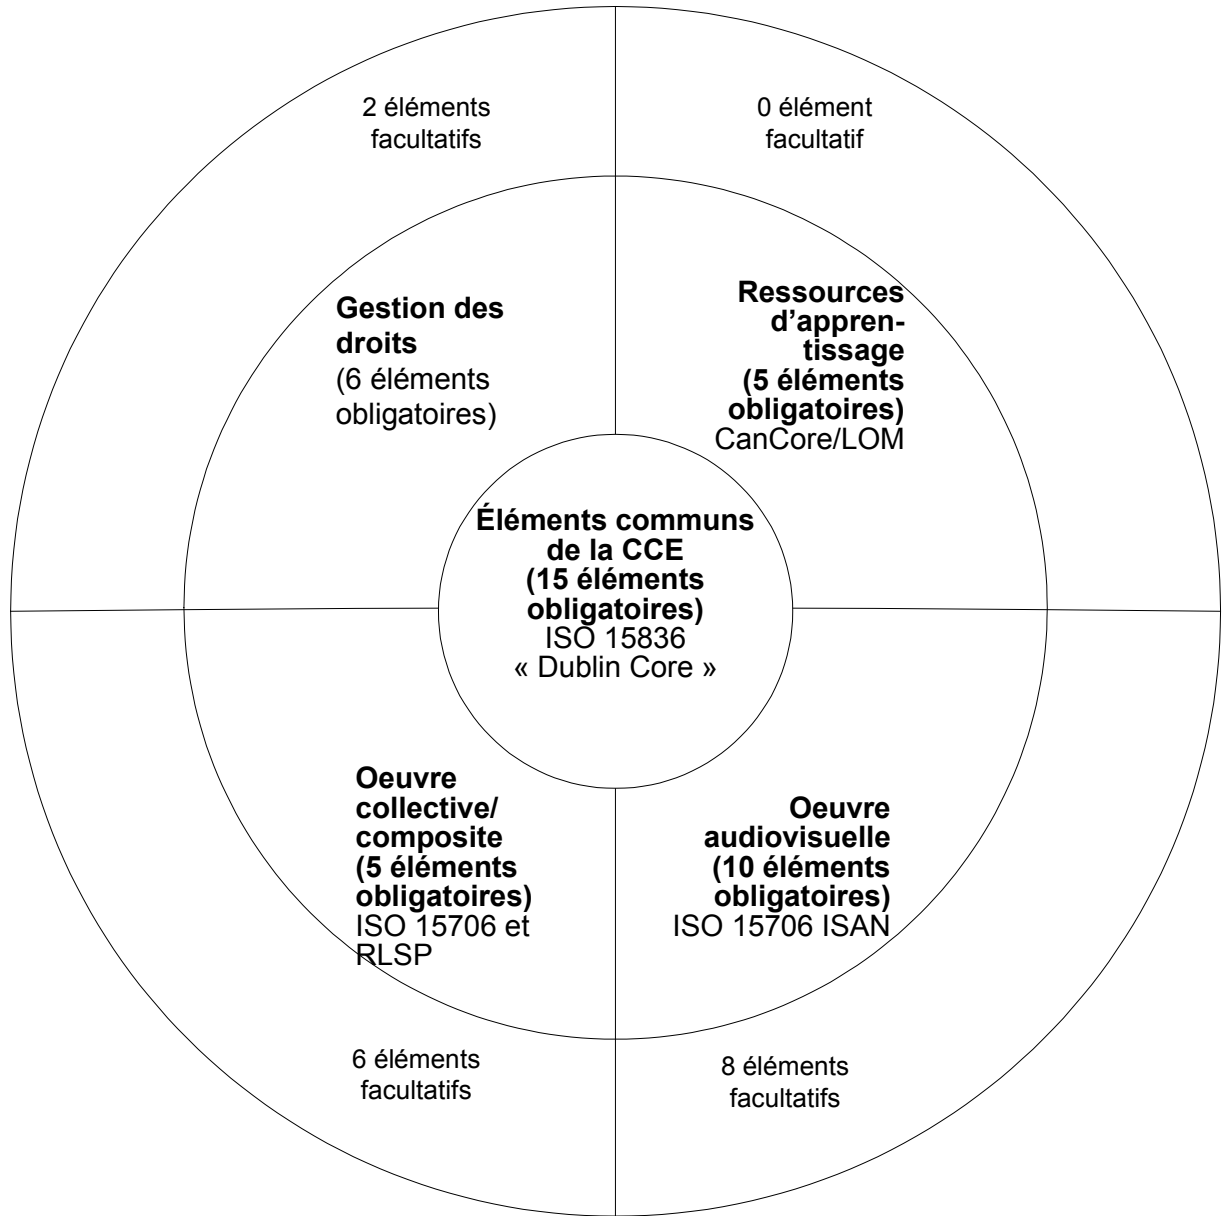 2 éléments
facultatifs
0 élément
facultatif
Gestion des
droits
(6 éléments
obligatoires)
Ressources
d’appren-
tissage
(5 éléments
obligatoires)
CanCore/LOM
Éléments communs
de la CCE
(15 éléments
obligatoires)
ISO 15836
« Dublin Core »
Oeuvre
collective/
composite
(5 éléments
obligatoires)
ISO 15706 et
RLSP
Oeuvre
audiovisuelle
(10 éléments
obligatoires)
ISO 15706 ISAN
6 éléments
facultatifs
8 éléments
facultatifs